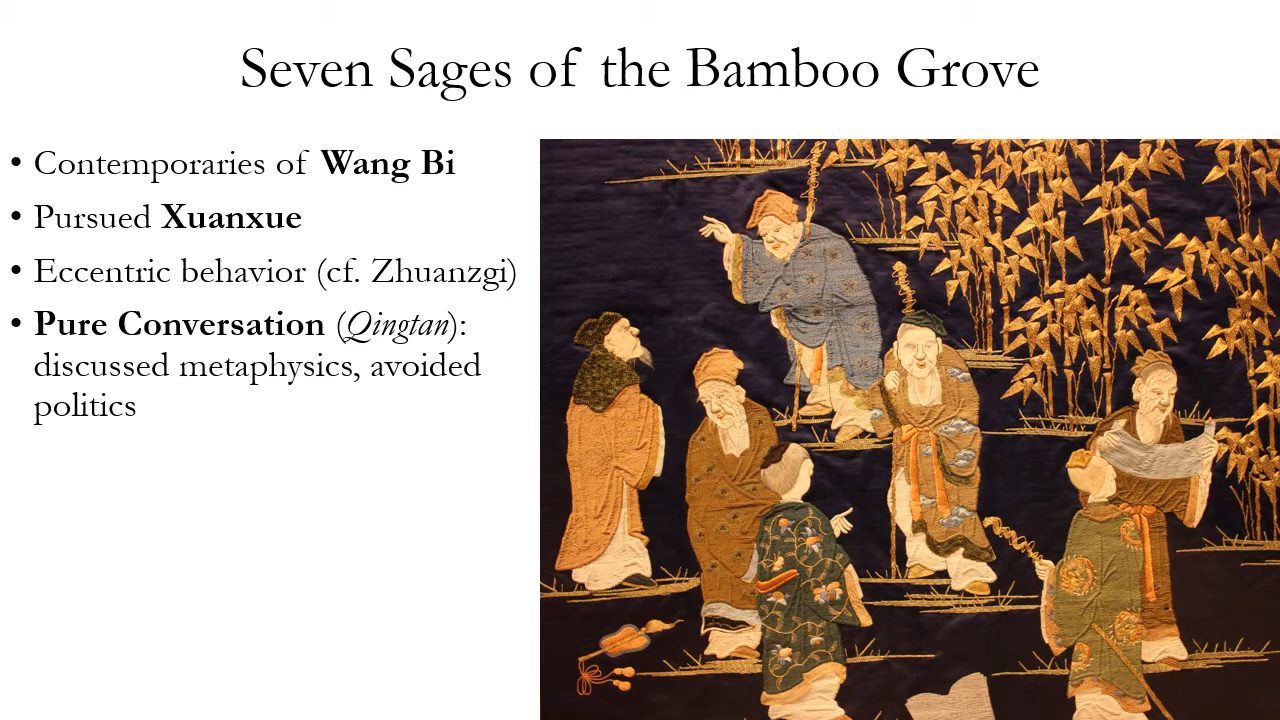 Seven Sages of the Bamboo Grove
• Contemporaries of Wang Bi
• Pursued Xuanxue
• Eccentric behavior (cf. Zhuanzgi)
• Pure Conversation (Qingtan):
discussed metaphysics, avoided
politics